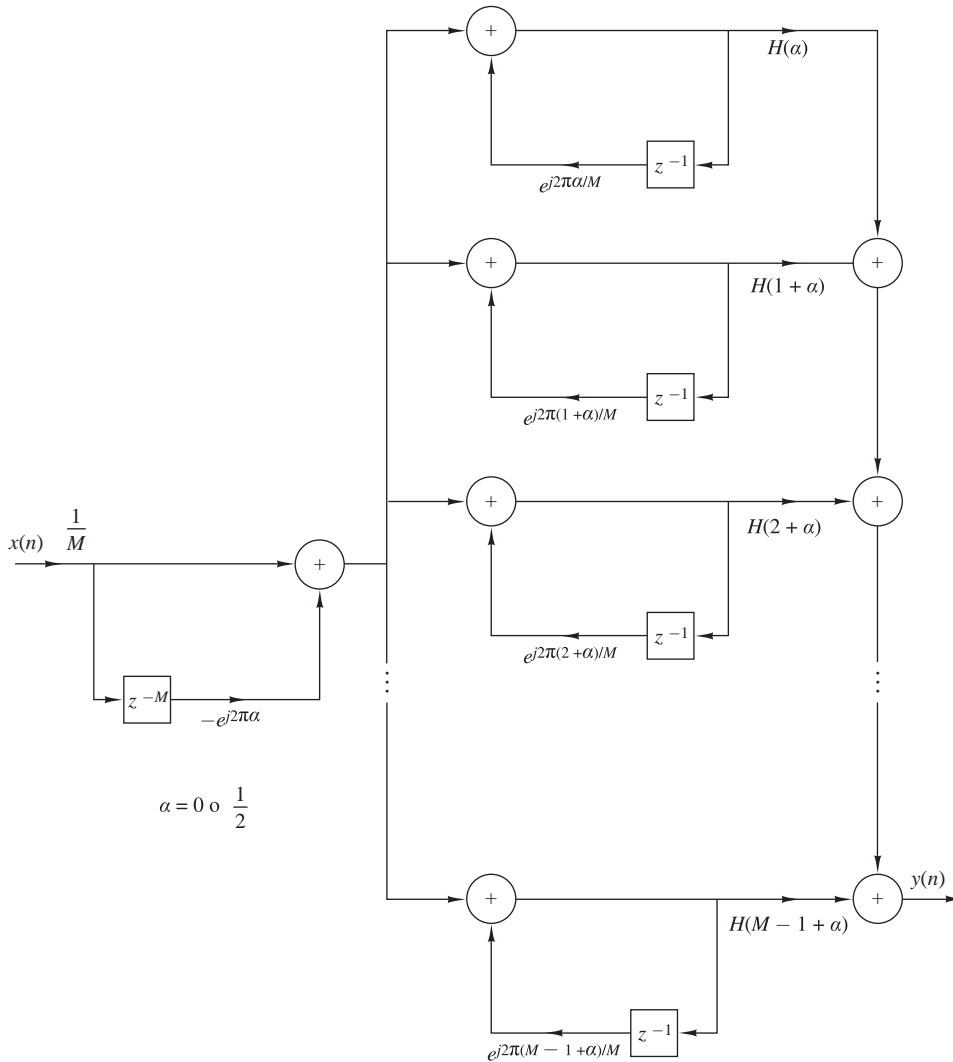 +
H(α)
z⁻¹
e^{j2πα/M}
+
+
H(1 + α)
z⁻¹
e^{j2π(1 +α)/M}
+
+
H(2 + α)
1/M
x(n)
+
z⁻¹
e^{j2π(2 +α)/M}
z^{−M}
−e^{j2πα}
⋮
⋮
α = 0 o 1/2
+
+
y(n)
H(M − 1 + α)
z⁻¹
e^{j2π(M − 1 +α)/M}